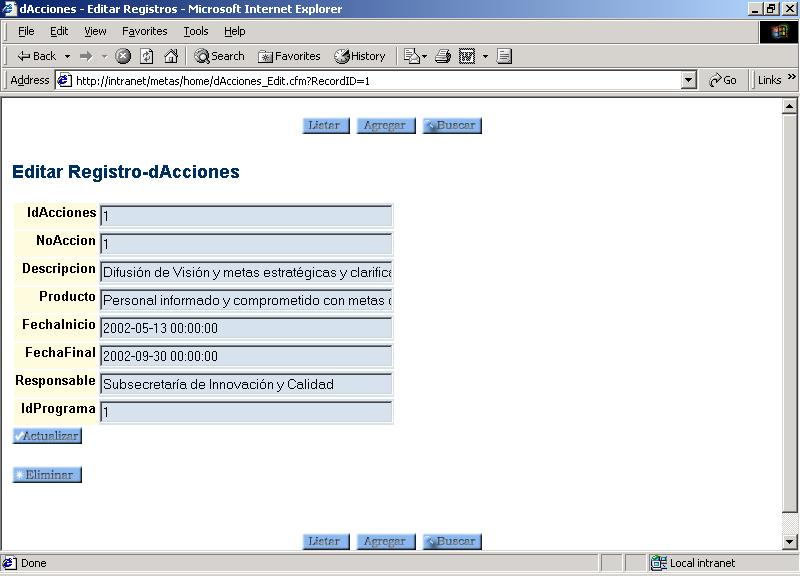 dAcciones - Editar Registros - Microsoft Internet Explorer
File Edit View Favorites Tools Help
Back Search Favorites History
Address http://intranet/metas/home/dAcciones_Edit.cfm?RecordID=1 Go Links »
Listar Agregar Buscar
Editar Registro-dAcciones
IdAcciones 1
NoAccion 1
Descripcion Difusión de Visión y metas estratégicas y clarifica
Producto Personal informado y comprometido con metas
FechaInicio 2002-05-13 00:00:00
FechaFinal 2002-09-30 00:00:00
Responsable Subsecretaría de Innovación y Calidad
IdPrograma 1
Actualizar
Eliminar
Listar Agregar Buscar
Done Local intranet